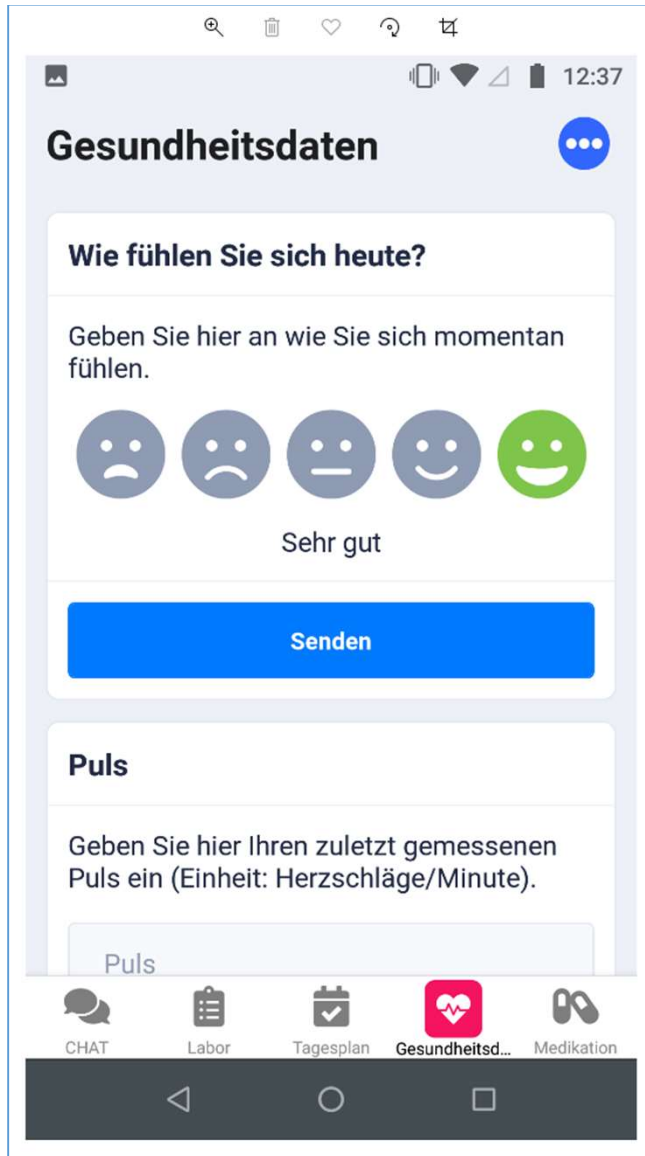 12:37
Gesundheitsdaten
Wie fühlen Sie sich heute?
Geben Sie hier an wie Sie sich momentan
fühlen.
Sehr gut
Senden
Puls
Geben Sie hier Ihren zuletzt gemessenen
Puls ein (Einheit: Herzschläge/Minute).
Puls
CHAT Labor Tagesplan Gesundheitsd... Medikation